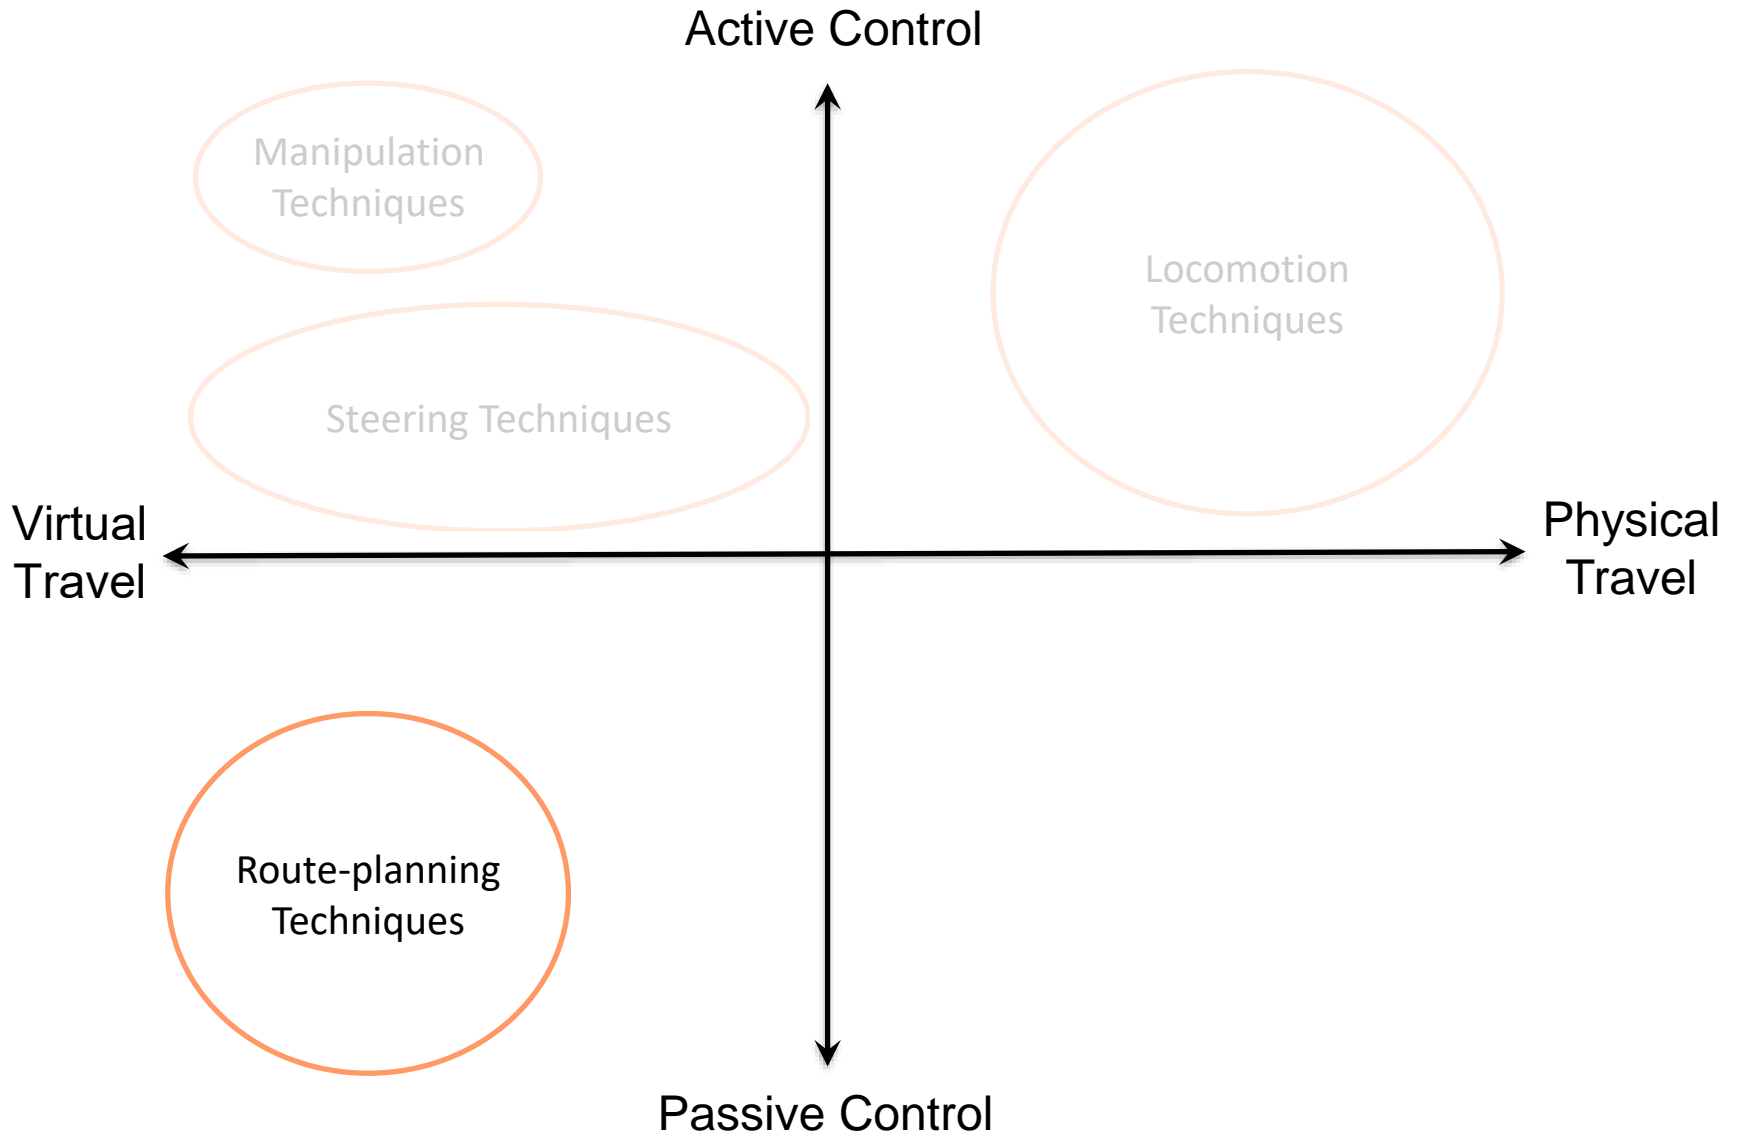 Active Control
Manipulation
Techniques
Locomotion
Techniques
Steering Techniques
Virtual
Travel
Physical
Travel
Route-planning
Techniques
Passive Control